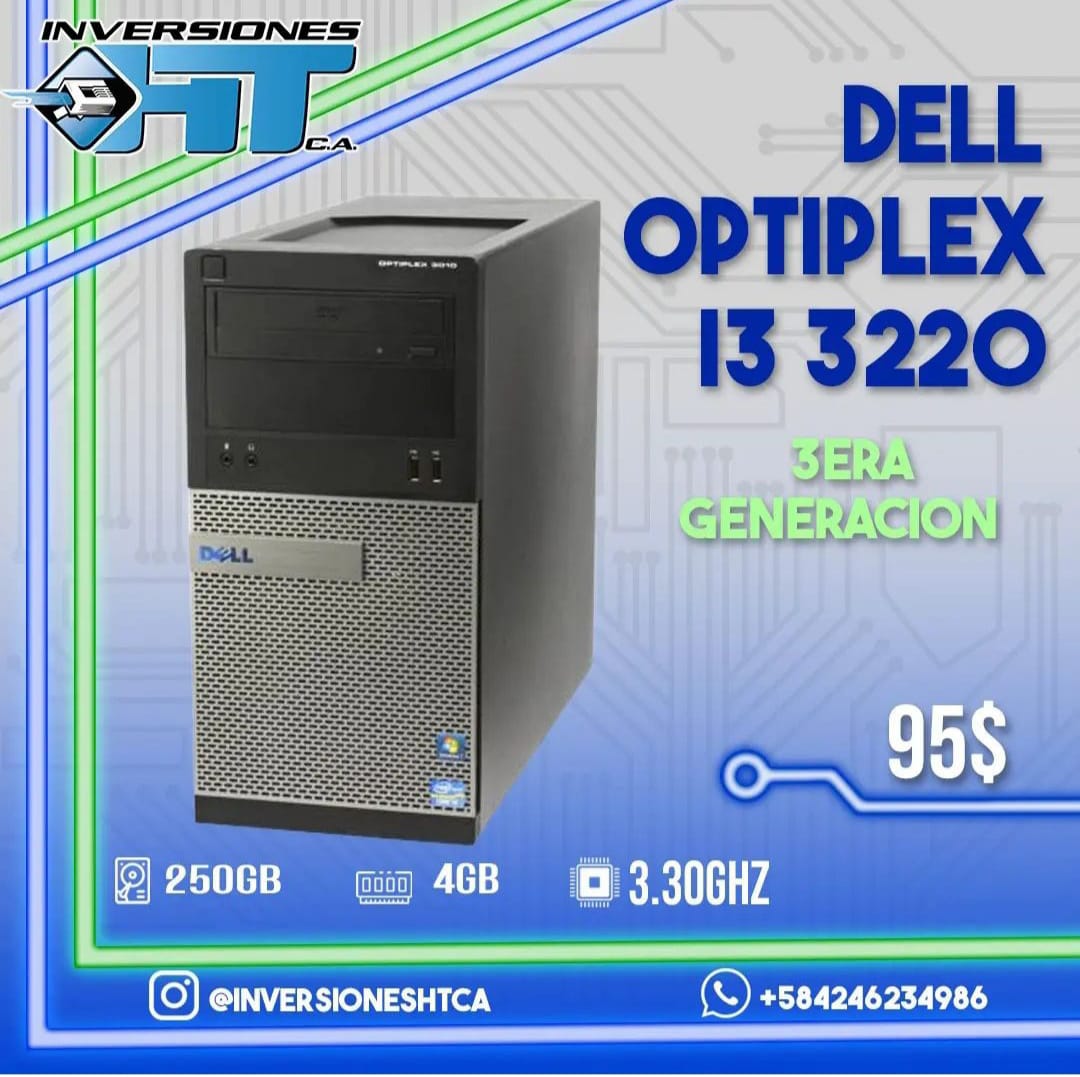 INVERSIONES
HT
C.A.
DELL
OPTIPLEX
I3 3220
3ERA
GENERACION
OPTIPLEX 3010
DELL
95$
250GB
4GB
3.30GHZ
@INVERSIONESHTCA
+584246234986